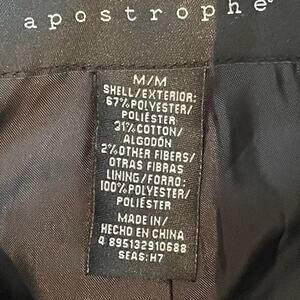 apostrophe
M/M
SHELL/EXTERIOR:
67%POLYESTER/
POLIÉSTER
31%COTTON/
ALGODÓN
2%OTHER FIBERS/
OTRAS FIBRAS
LINING/FORRO:
100%POLYESTER/
POLIÉSTER
MADE IN/
HECHO EN CHINA
4 895132910688
SEAS:H7